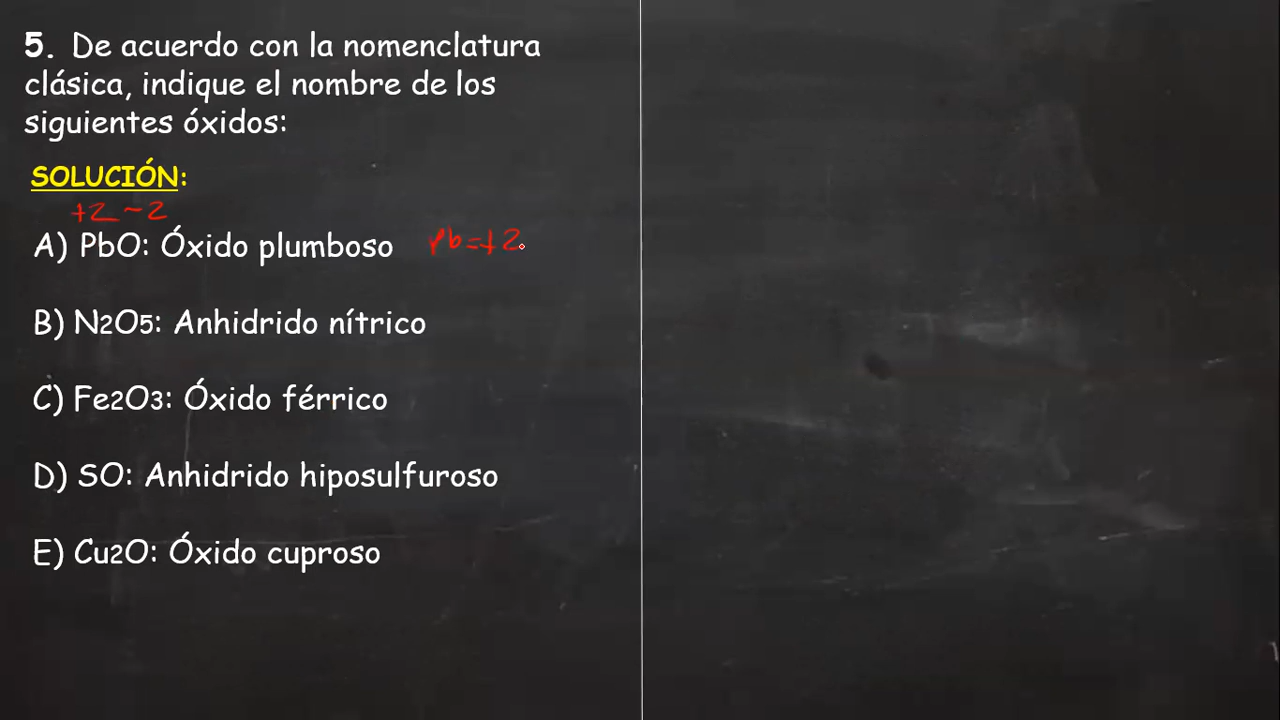 5. De acuerdo con la nomenclatura
clásica, indique el nombre de los
siguientes óxidos:
SOLUCIÓN:
+2 -2
A) PbO: Óxido plumboso Pb=+2
B) N2O5: Anhidrido nítrico
C) Fe2O3: Óxido férrico
D) SO: Anhidrido hiposulfuroso
E) Cu2O: Óxido cuproso